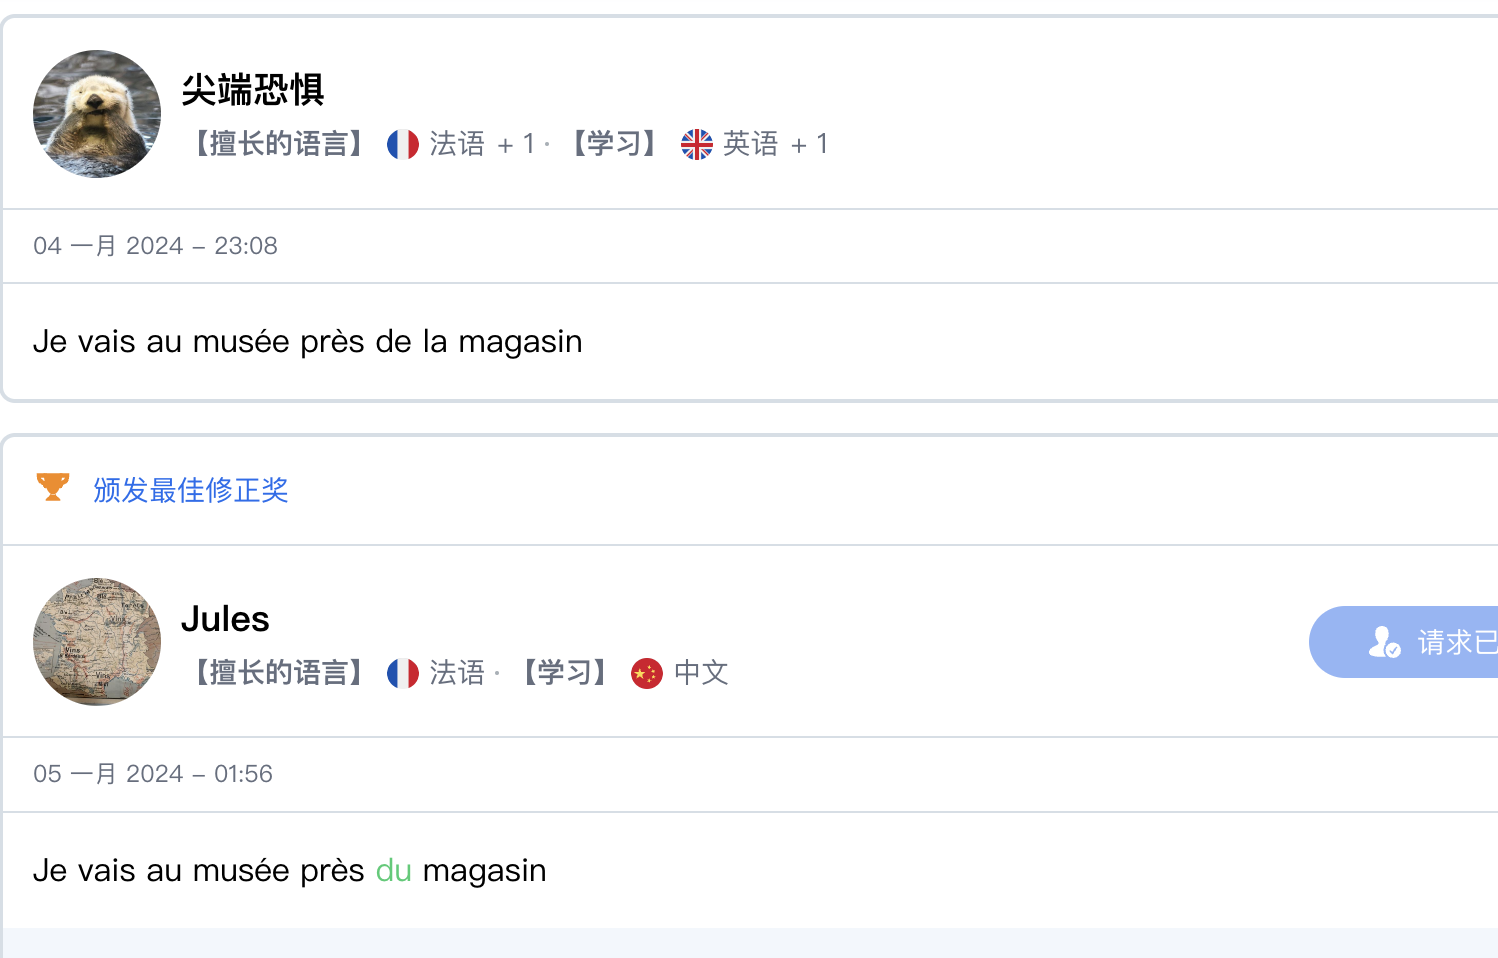 尖端恐惧
【擅长的语言】 法语 + 1 · 【学习】 英语 + 1
04 一月 2024 – 23:08
Je vais au musée près de la magasin
颁发最佳修正奖
Jules
【擅长的语言】 法语 · 【学习】 中文
请求已
05 一月 2024 – 01:56
Je vais au musée près du magasin